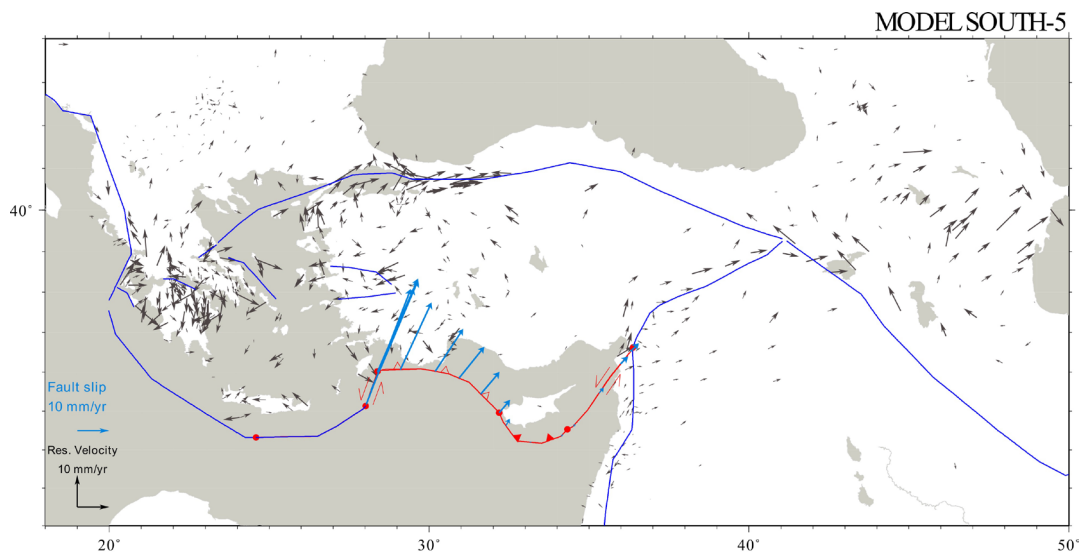 MODEL SOUTH-5
40°
Fault slip
10 mm/yr
Res. Velocity
10 mm/yr
20° 30° 40° 50°